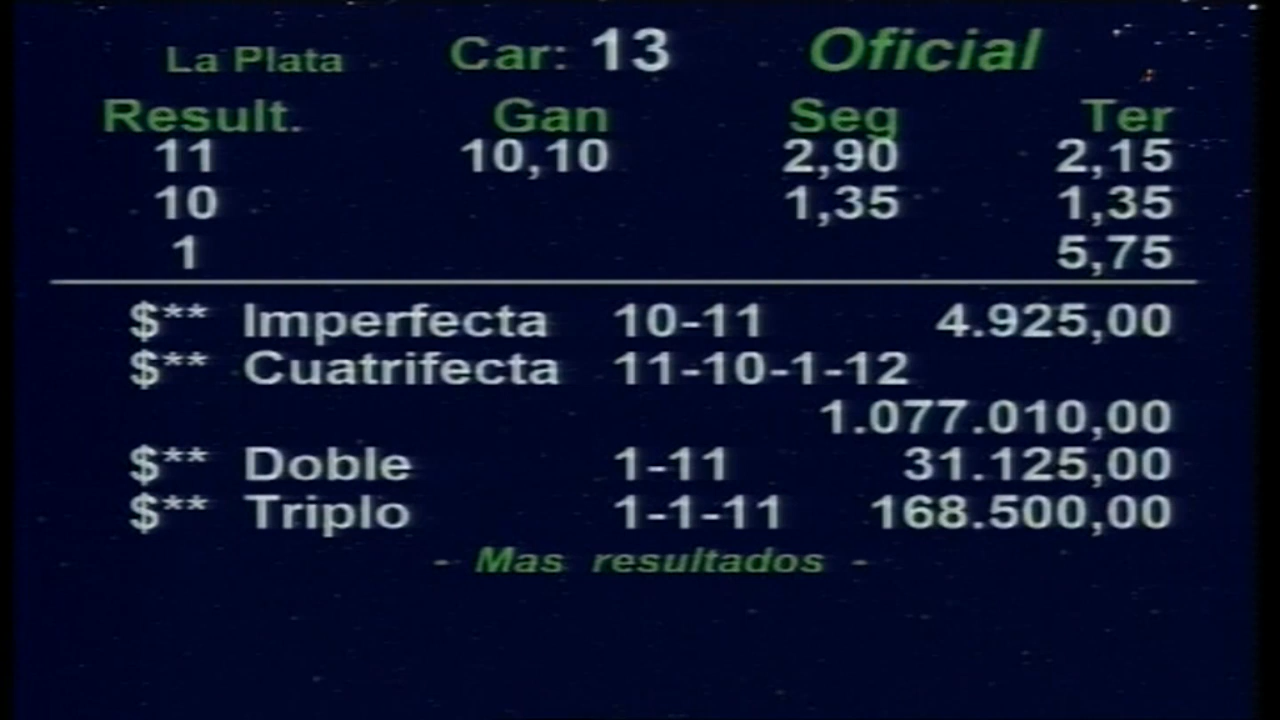 La Plata Car: 13 Oficial
Result. Gan Seg Ter
11 10,10 2,90 2,15
10 1,35 1,35
1 5,75
$** Imperfecta 10-11 4.925,00
$** Cuatrifecta 11-10-1-12
1.077.010,00
$** Doble 1-11 31.125,00
$** Triplo 1-1-11 168.500,00
- Mas resultados -